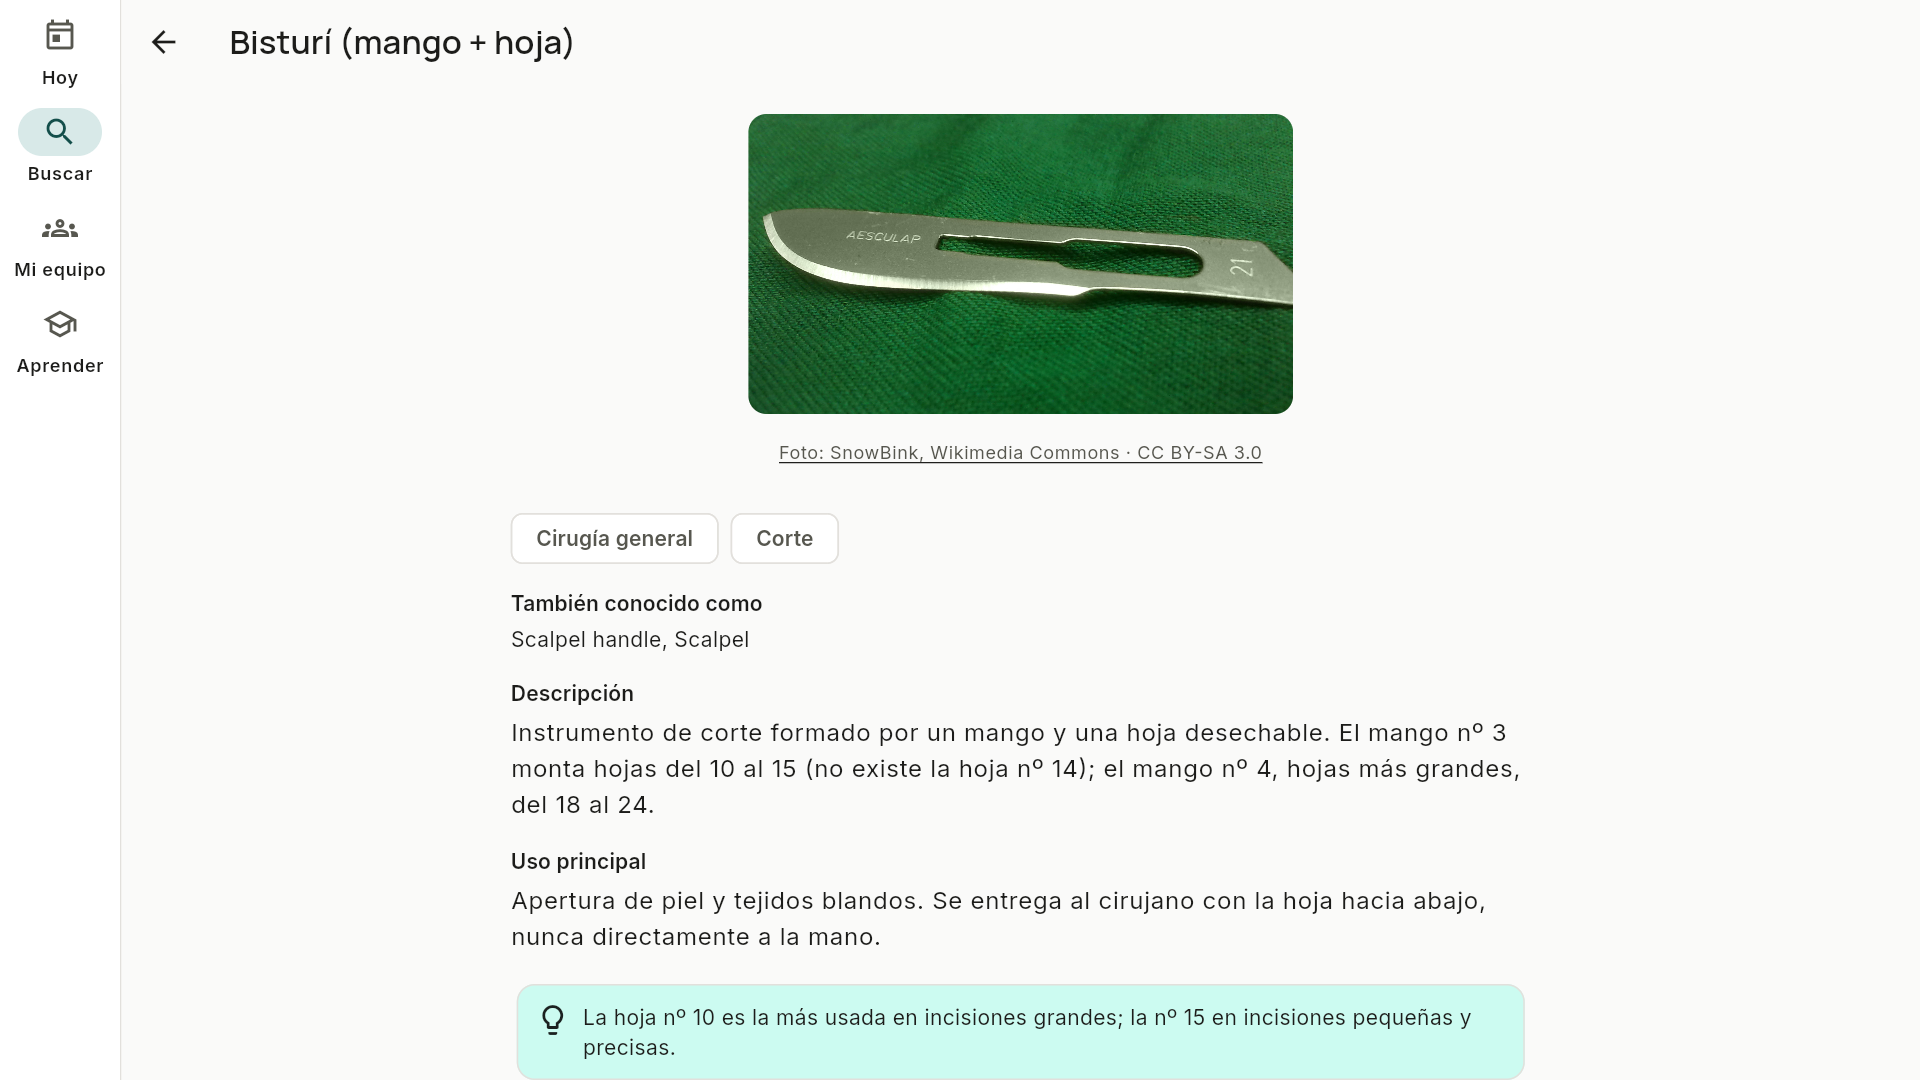 Hoy
Buscar
Mi equipo
Aprender
Bisturí (mango + hoja)
AESCULAP
21
Foto: SnowBink, Wikimedia Commons · CC BY-SA 3.0
Cirugía general
Corte
También conocido como
Scalpel handle, Scalpel
Descripción
Instrumento de corte formado por un mango y una hoja desechable. El mango nº 3
monta hojas del 10 al 15 (no existe la hoja nº 14); el mango nº 4, hojas más grandes,
del 18 al 24.
Uso principal
Apertura de piel y tejidos blandos. Se entrega al cirujano con la hoja hacia abajo,
nunca directamente a la mano.
La hoja nº 10 es la más usada en incisiones grandes; la nº 15 en incisiones pequeñas y
precisas.